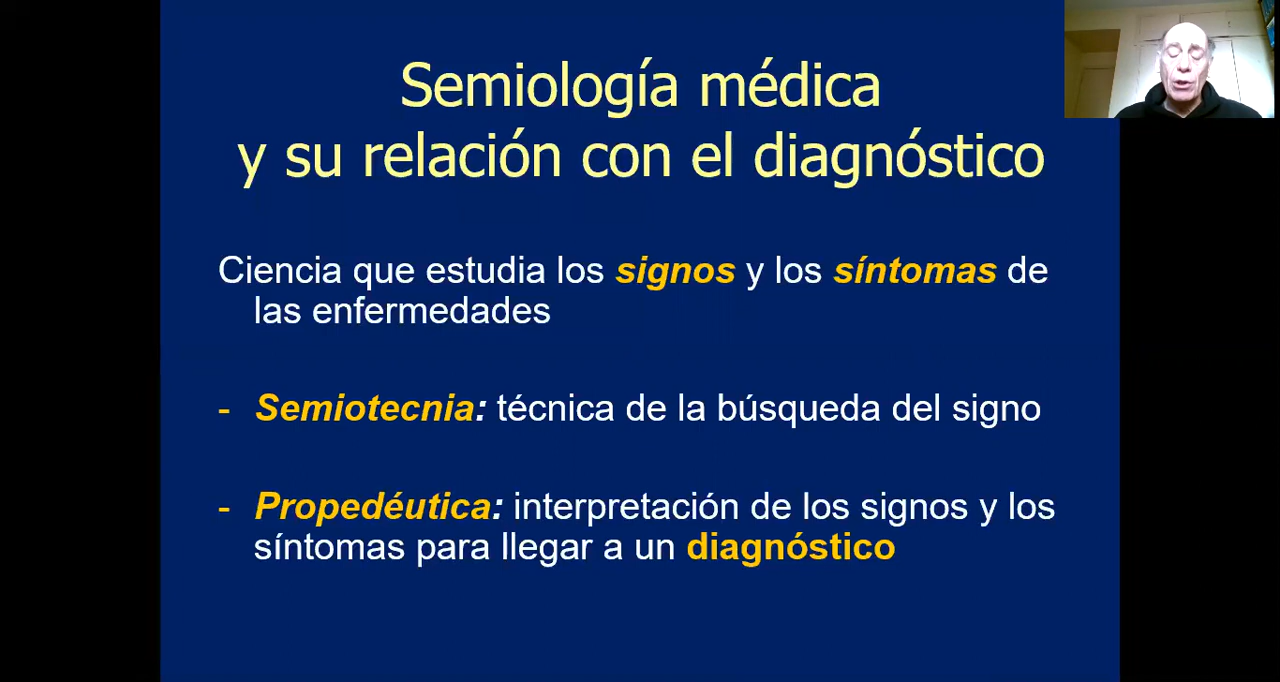 Semiología médica
y su relación con el diagnóstico
Ciencia que estudia los signos y los síntomas de
las enfermedades
- Semiotecnia: técnica de la búsqueda del signo
- Propedéutica: interpretación de los signos y los
síntomas para llegar a un diagnóstico